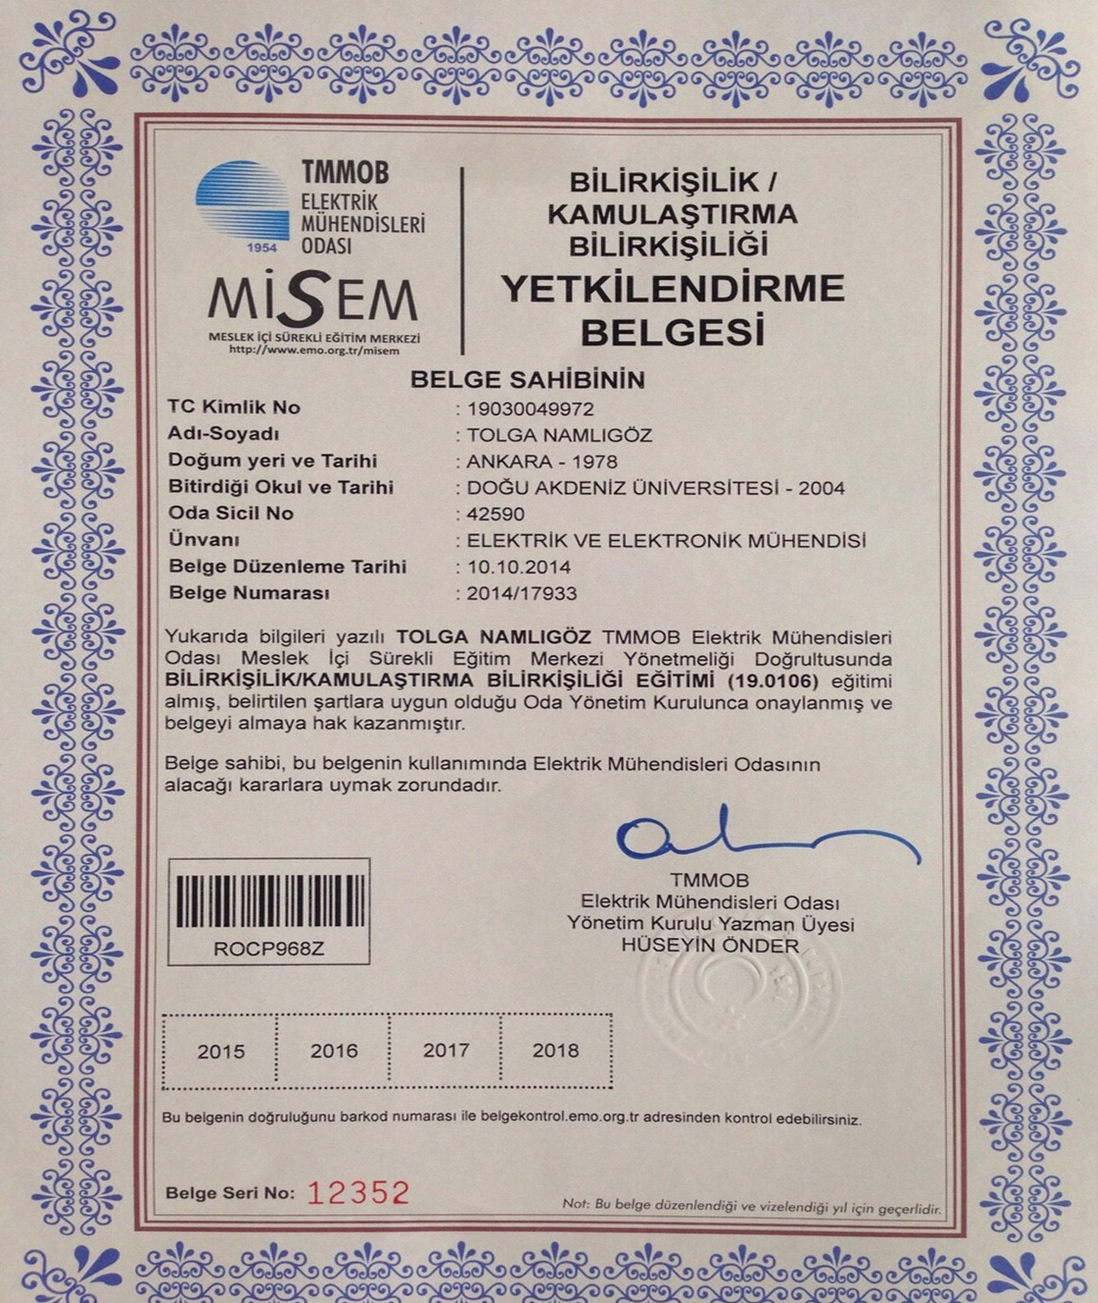 TMMOB
ELEKTRİK
MÜHENDİSLERİ
ODASI
1954
MİSEM
MESLEK İÇİ SÜREKLİ EĞİTİM MERKEZİ
http://www.emo.org.tr/misem
BİLİRKİŞİLİK /
KAMULAŞTIRMA
BİLİRKİŞİLİĞİ
YETKİLENDİRME
BELGESİ
BELGE SAHİBİNİN
TC Kimlik No : 19030049972
Adı-Soyadı : TOLGA NAMLIGÖZ
Doğum yeri ve Tarihi : ANKARA - 1978
Bitirdiği Okul ve Tarihi : DOĞU AKDENİZ ÜNİVERSİTESİ - 2004
Oda Sicil No : 42590
Ünvanı : ELEKTRİK VE ELEKTRONİK MÜHENDİSİ
Belge Düzenleme Tarihi : 10.10.2014
Belge Numarası : 2014/17933
Yukarıda bilgileri yazılı TOLGA NAMLIGÖZ TMMOB Elektrik Mühendisleri
Odası Meslek İçi Sürekli Eğitim Merkezi Yönetmeliği Doğrultusunda
BİLİRKİŞİLİK/KAMULAŞTIRMA BİLİRKİŞİLİĞİ EĞİTİMİ (19.0106) eğitimi
almış, belirtilen şartlara uygun olduğu Oda Yönetim Kurulunca onaylanmış ve
belgeyi almaya hak kazanmıştır.
Belge sahibi, bu belgenin kullanımında Elektrik Mühendisleri Odasının
alacağı kararlara uymak zorundadır.
TMMOB
Elektrik Mühendisleri Odası
Yönetim Kurulu Yazman Üyesi
HÜSEYİN ÖNDER
ROCP968Z
2015 2016 2017 2018
Bu belgenin doğruluğunu barkod numarası ile belgekontrol.emo.org.tr adresinden kontrol edebilirsiniz.
Belge Seri No: 12352
Not: Bu belge düzenlendiği ve vizelendiği yıl için geçerlidir.